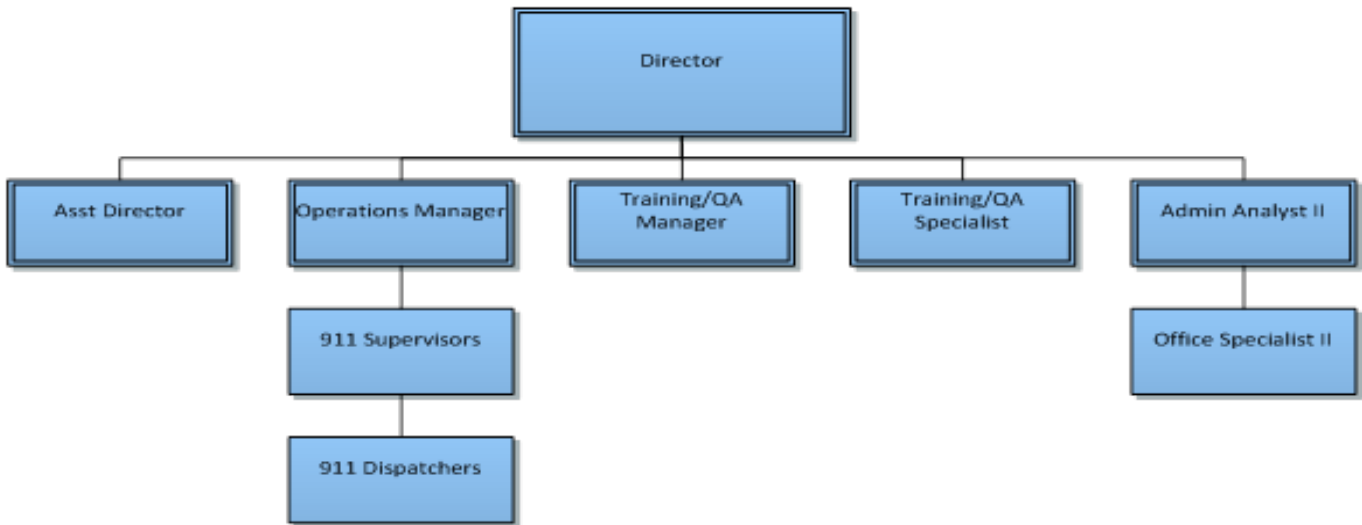 Director
Asst Director
Operations Manager
Training/QA
Manager
Training/QA
Specialist
Admin Analyst II
911 Supervisors
Office Specialist II
911 Dispatchers